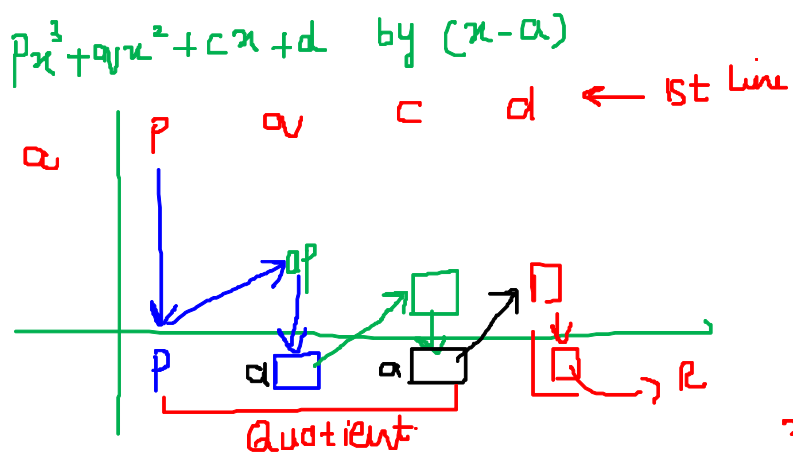 px³+qx²+cx+d by (x-a)
p q c d ← 1st Line
a
ap
p a a R
Quotient